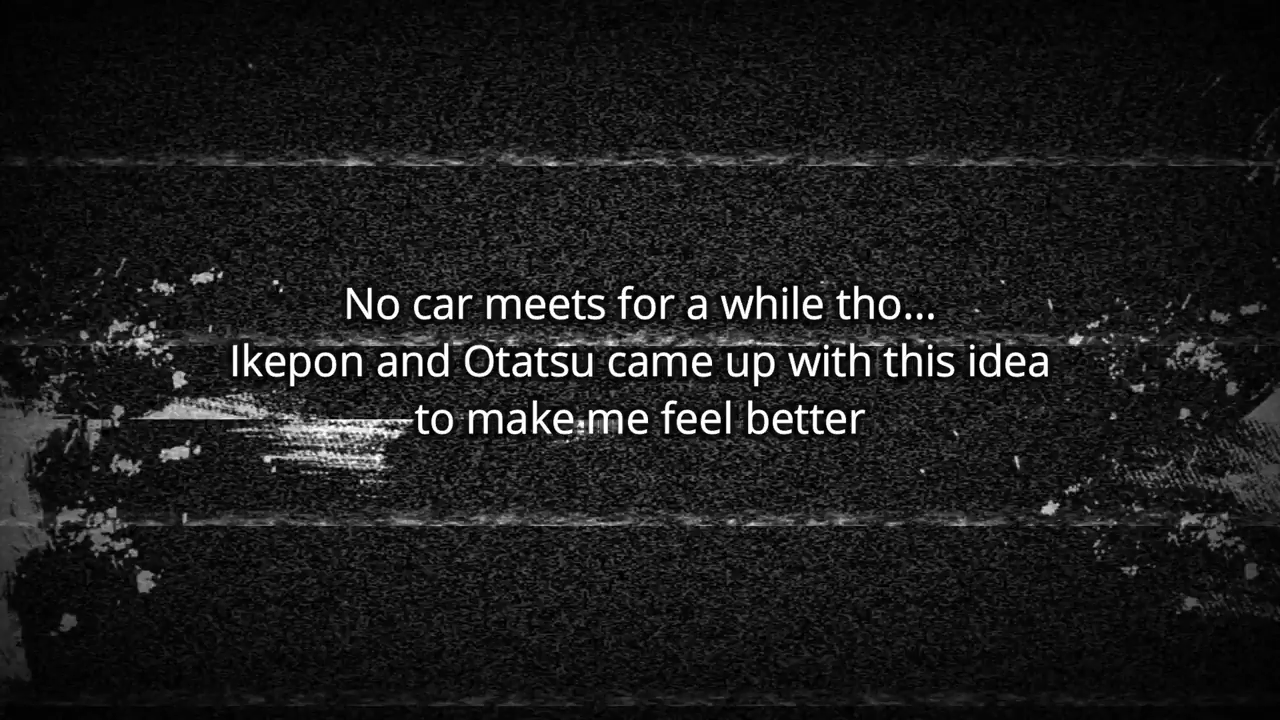 No car meets for a while tho...
Ikepon and Otatsu came up with this idea
to make me feel better